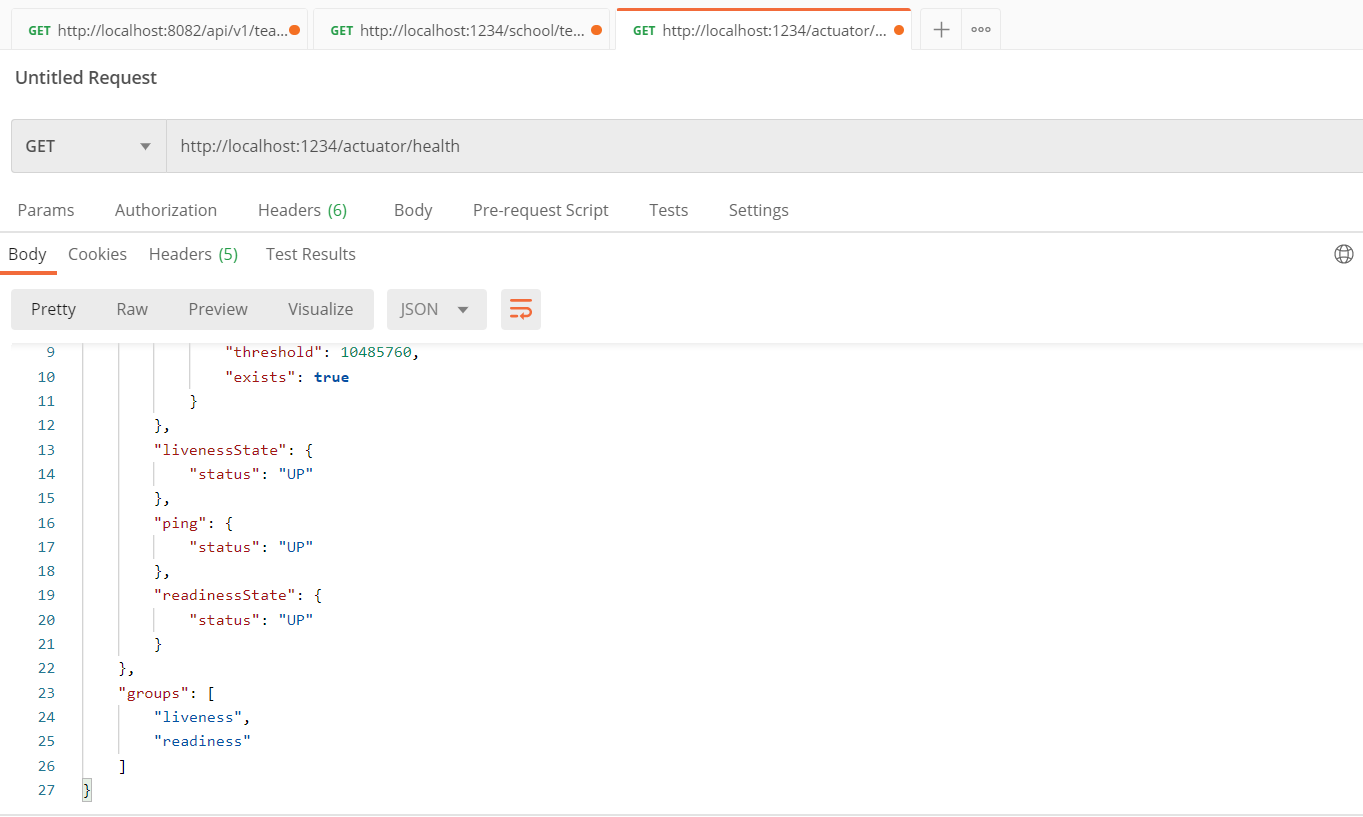 GET http://localhost:8082/api/v1/tea... GET http://localhost:1234/school/te... GET http://localhost:1234/actuator/...
Untitled Request
GET http://localhost:1234/actuator/health
Params Authorization Headers (6) Body Pre-request Script Tests Settings
Body Cookies Headers (5) Test Results
Pretty Raw Preview Visualize JSON
9 "threshold": 10485760,
10 "exists": true
11 }
12 },
13 "livenessState": {
14 "status": "UP"
15 },
16 "ping": {
17 "status": "UP"
18 },
19 "readinessState": {
20 "status": "UP"
21 }
22 },
23 "groups": [
24 "liveness",
25 "readiness"
26 ]
27 }